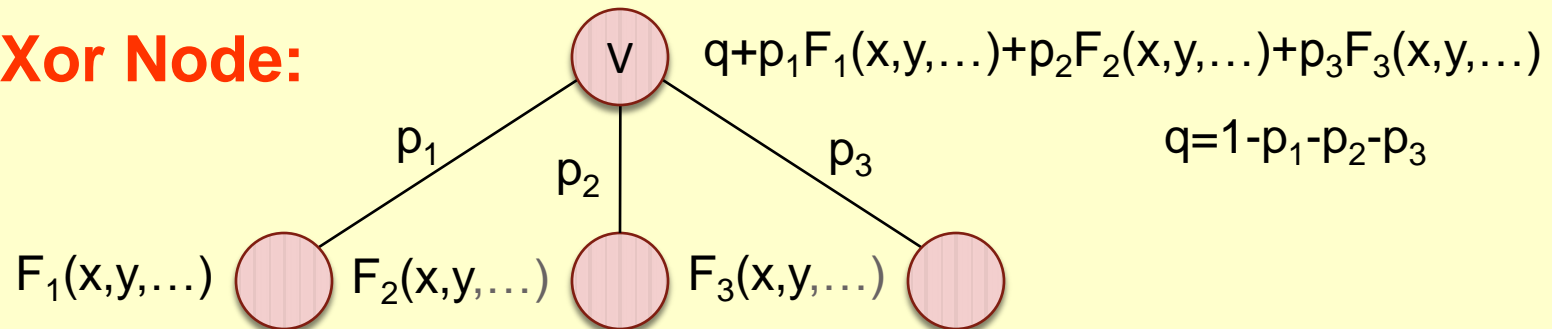 Xor Node:
V
q+p₁F₁(x,y,…)+p₂F₂(x,y,…)+p₃F₃(x,y,…)
q=1-p₁-p₂-p₃
p₁
p₂
p₃
F₁(x,y,…)
F₂(x,y,…)
F₃(x,y,…)